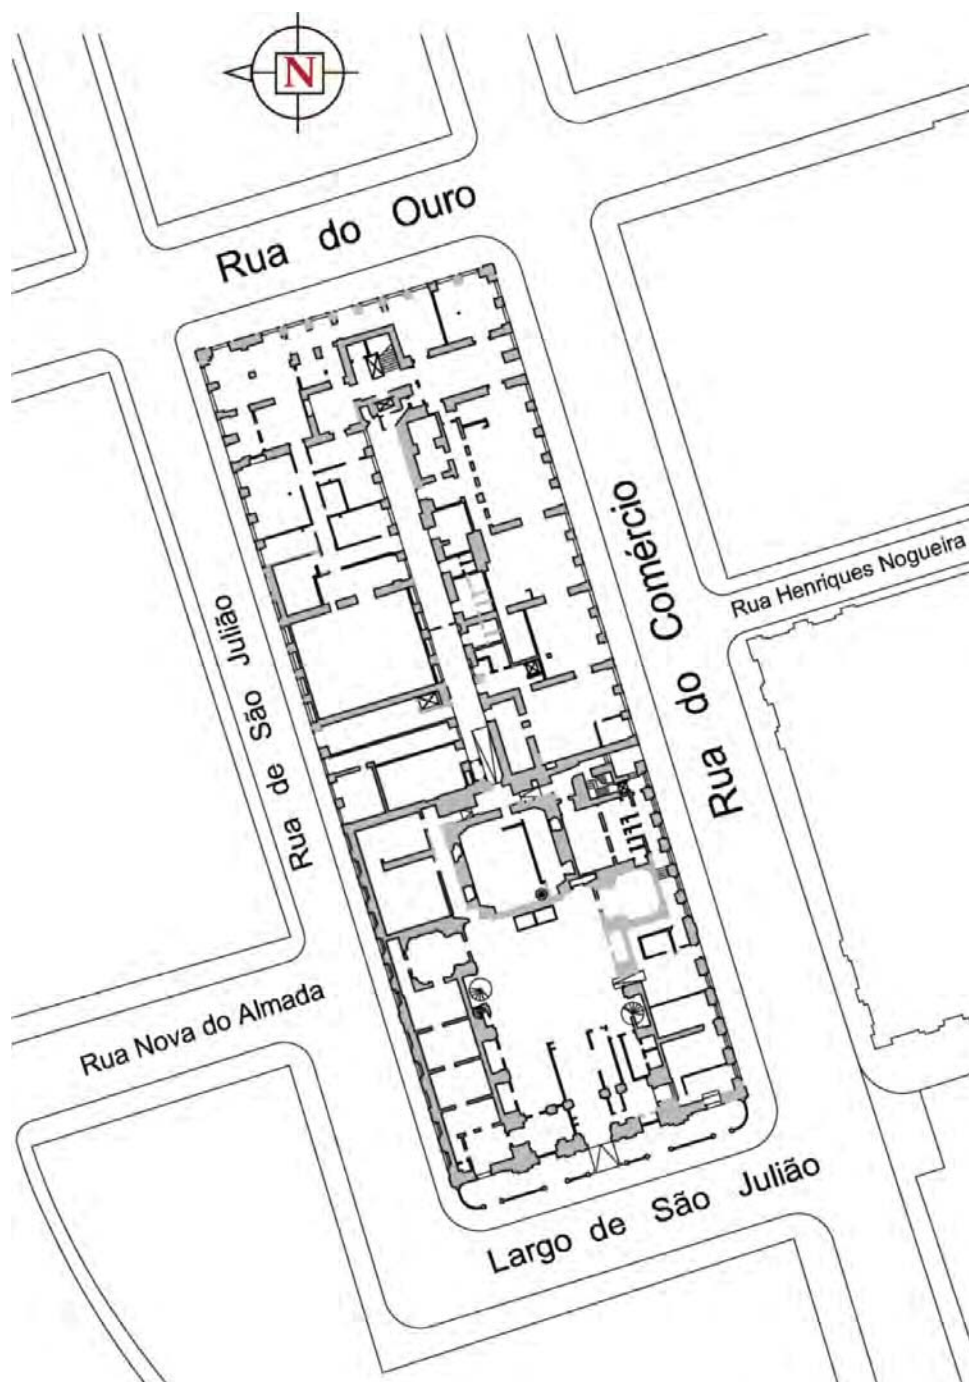 N
Rua do Ouro
Rua do Comércio
Rua Henriques Nogueira
Rua de São Julião
Rua Nova do Almada
Largo de São Julião